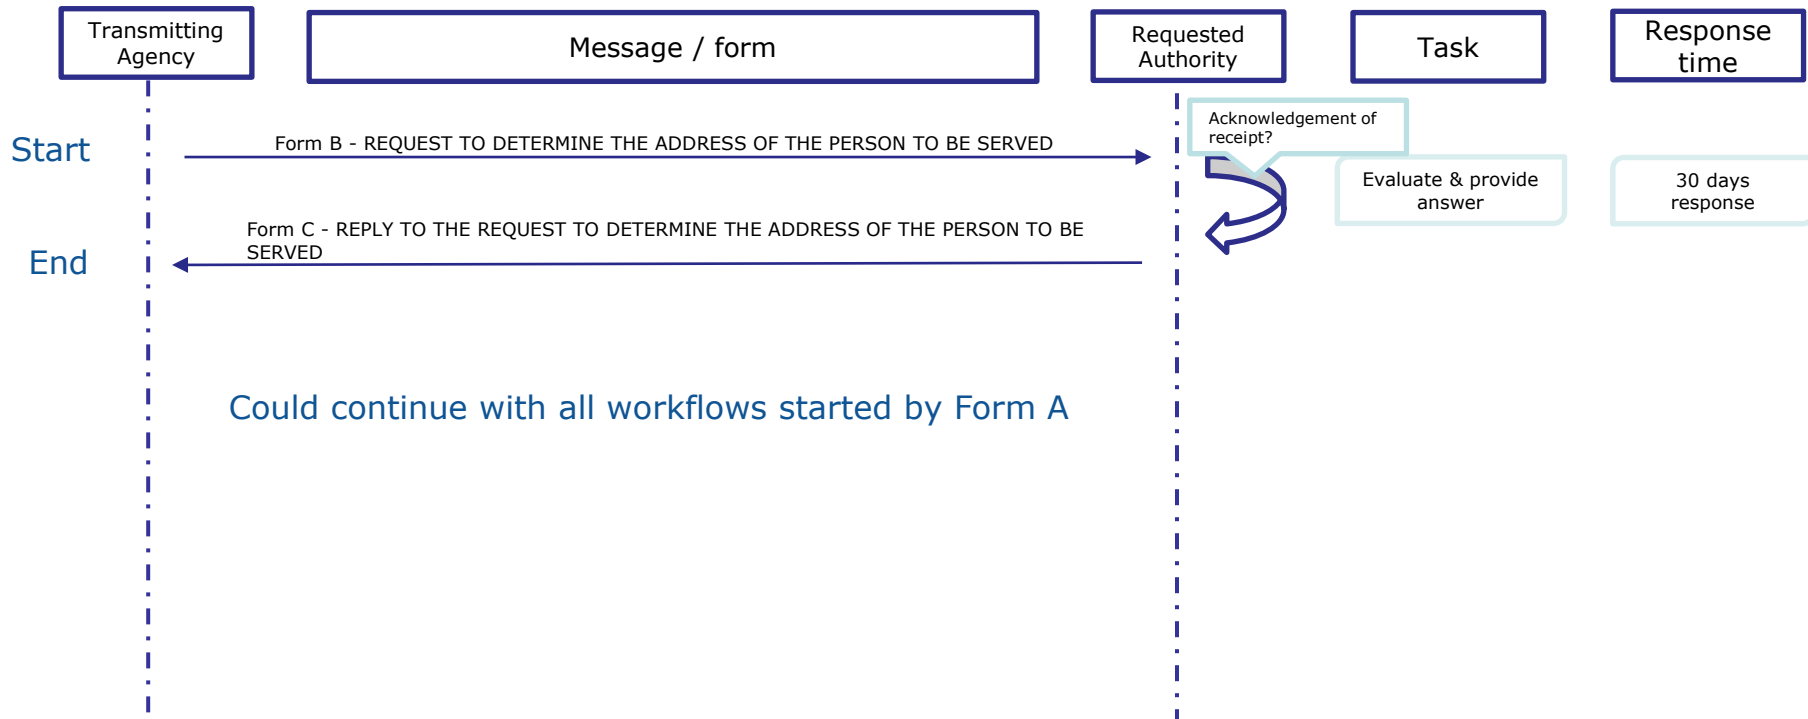 Transmitting
Agency
Message / form
Requested
Authority
Task
Response
time
Start
Form B - REQUEST TO DETERMINE THE ADDRESS OF THE PERSON TO BE SERVED
Acknowledgement of
receipt?
Evaluate & provide
answer
30 days
response
Form C - REPLY TO THE REQUEST TO DETERMINE THE ADDRESS OF THE PERSON TO BE
SERVED
End
Could continue with all workflows started by Form A